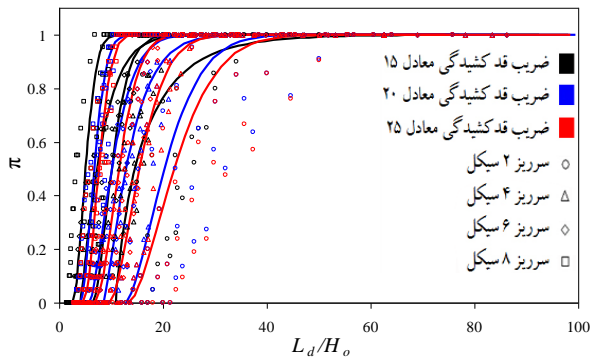 1
0.8
0.6
0.4
0.2
0
π
0 20 40 60 80 100
L_d/H_o
ضریب قد کشیدگی معادل ۱۵
ضریب قد کشیدگی معادل ۲۰
ضریب قد کشیدگی معادل ۲۵
سرریز ۲ سیکل
سرریز ۴ سیکل
سرریز ۶ سیکل
سرریز ۸ سیکل